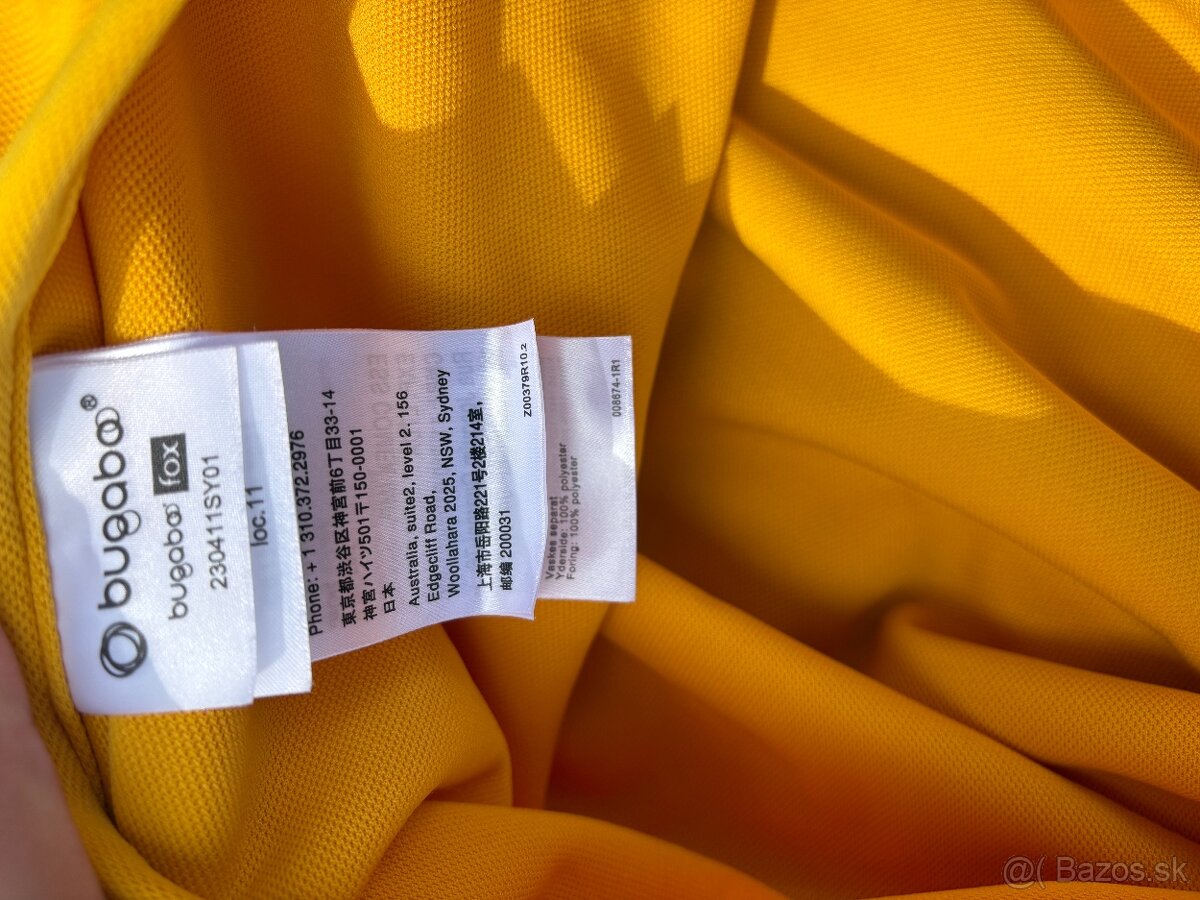 bugaboo®
bugaboo fox
230411SY01
loc.11
Phone: + 1 310.372.2976
東京都渋谷区神宮前6丁目33-14
神宮ハイツ501〒150-0001
日本
Australia, suite2, level 2. 156
Edgecliff Road,
Woollahara 2025, NSW, Sydney
上海市岳阳路221号2楼214室,
邮编 200031
Z00379R10.2
Vaskes separat
Yderside: 100% polyester
Foring: 100% polyester
008674-1R1
@( Bazos.sk